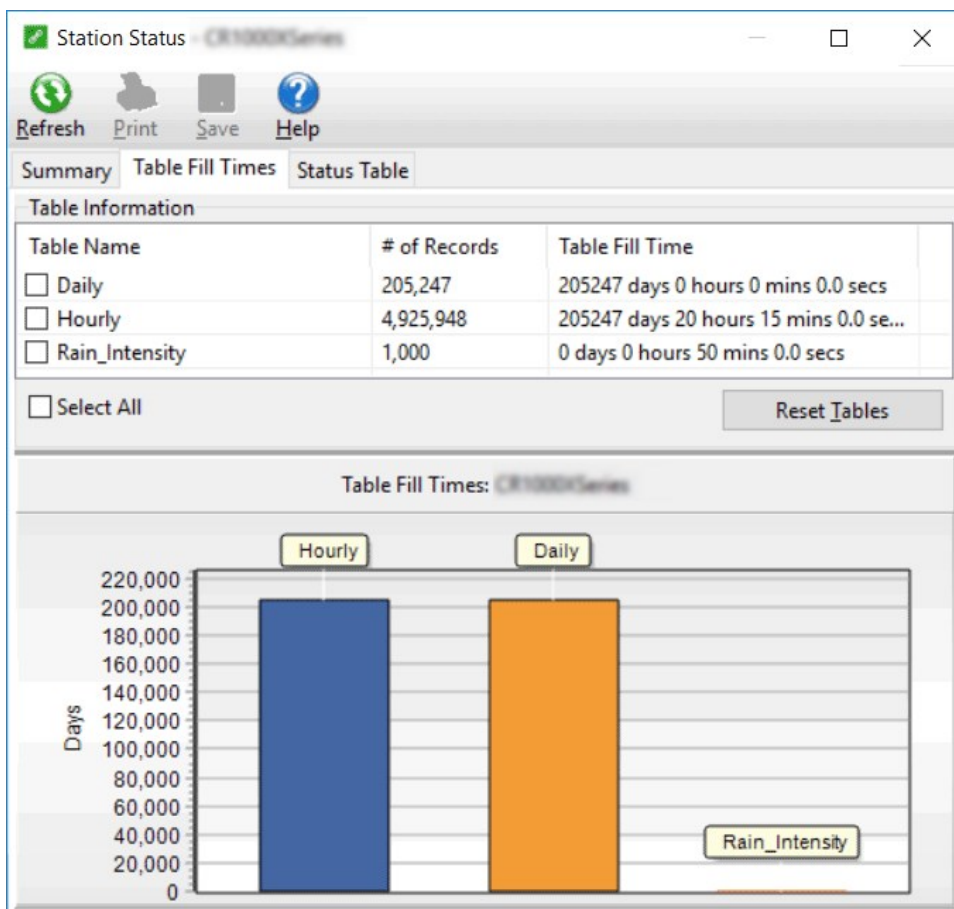 Station Status -
Refresh Print Save Help
Summary Table Fill Times Status Table
Table Information
Table Name # of Records Table Fill Time
Daily 205,247 205247 days 0 hours 0 mins 0.0 secs
Hourly 4,925,948 205247 days 20 hours 15 mins 0.0 se...
Rain_Intensity 1,000 0 days 0 hours 50 mins 0.0 secs
Select All Reset Tables
Table Fill Times:
Hourly Daily
220,000
200,000
180,000
160,000
140,000
120,000
Days
100,000
80,000
60,000
40,000
Rain_Intensity
20,000
0